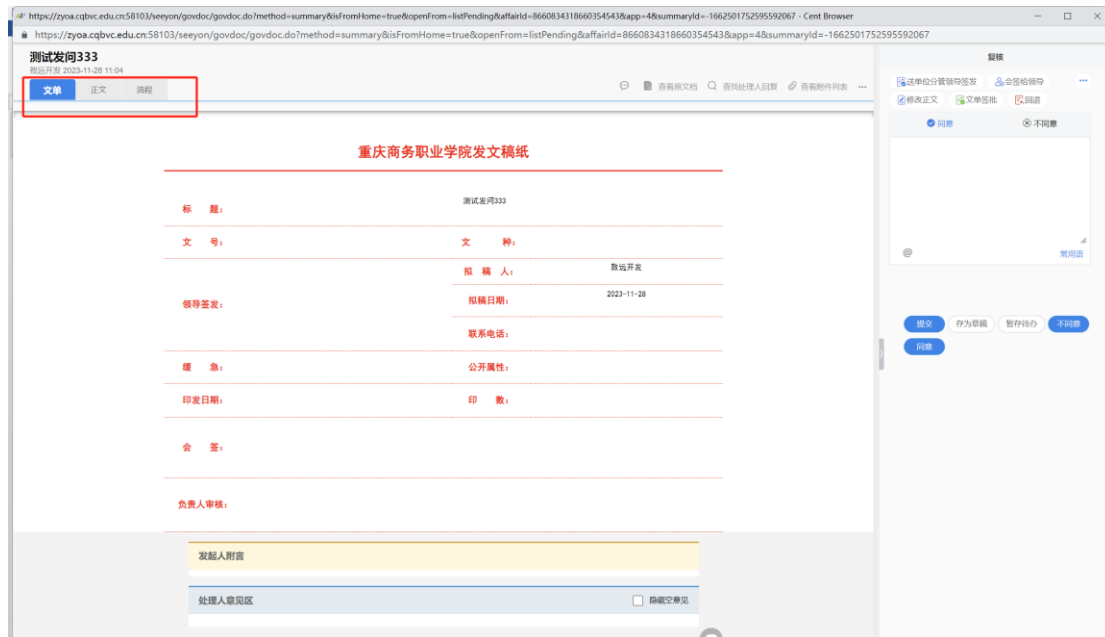 https://zyoa.cqbvc.edu.cn:58103/seeyon/govdoc/govdoc.do?method=summary&isFromHome=true&openFrom=listPending&affairId=8660834318660354543&app=4&summaryId=-1662501752595592067 - Cent Browser
https://zyoa.cqbvc.edu.cn:58103/seeyon/govdoc/govdoc.do?method=summary&isFromHome=true&openFrom=listPending&affairId=8660834318660354543&app=4&summaryId=-1662501752595592067
测试发问333
致远开发 2023-11-28 11:04
文单 正文 流程
查看原文档 查找处理人回复 查看附件列表 ...
重庆商务职业学院发文稿纸
标 题： 测试发问333
文 号： 文 种：
拟 稿 人： 致远开发
领导签发： 拟稿日期： 2023-11-28
联系电话：
缓 急： 公开属性：
印发日期： 印 数：
会 签：
负责人审核：
发起人附言
处理人意见区 隐藏空意见
复核
送单位分管领导签发 会签给领导 ...
修改正文 文单签批 回退
同意 不同意
@ 常用语
提交 存为草稿 暂存待办 不同意
同意